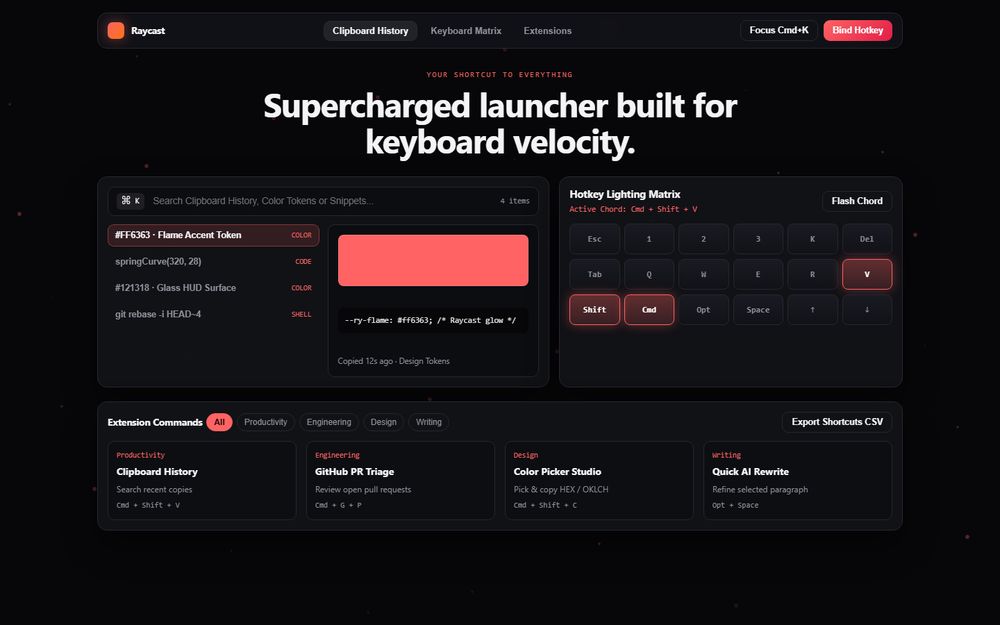 Raycast
Clipboard History
Keyboard Matrix
Extensions
Focus Cmd+K
Bind Hotkey
YOUR SHORTCUT TO EVERYTHING
Supercharged launcher built for
keyboard velocity.
⌘ K
Search Clipboard History, Color Tokens or Snippets...
4 items
#FF6363 · Flame Accent Token
COLOR
springCurve(320, 28)
CODE
#121318 · Glass HUD Surface
COLOR
git rebase -i HEAD~4
SHELL
--ry-flame: #ff6363; /* Raycast glow */
Copied 12s ago · Design Tokens
Hotkey Lighting Matrix
Active Chord: Cmd + Shift + V
Flash Chord
Esc 1 2 3 K Del
Tab Q W E R V
Shift Cmd Opt Space ↑ ↓
Extension Commands
All
Productivity
Engineering
Design
Writing
Export Shortcuts CSV
Productivity
Clipboard History
Search recent copies
Cmd + Shift + V
Engineering
GitHub PR Triage
Review open pull requests
Cmd + G + P
Design
Color Picker Studio
Pick & copy HEX / OKLCH
Cmd + Shift + C
Writing
Quick AI Rewrite
Refine selected paragraph
Opt + Space